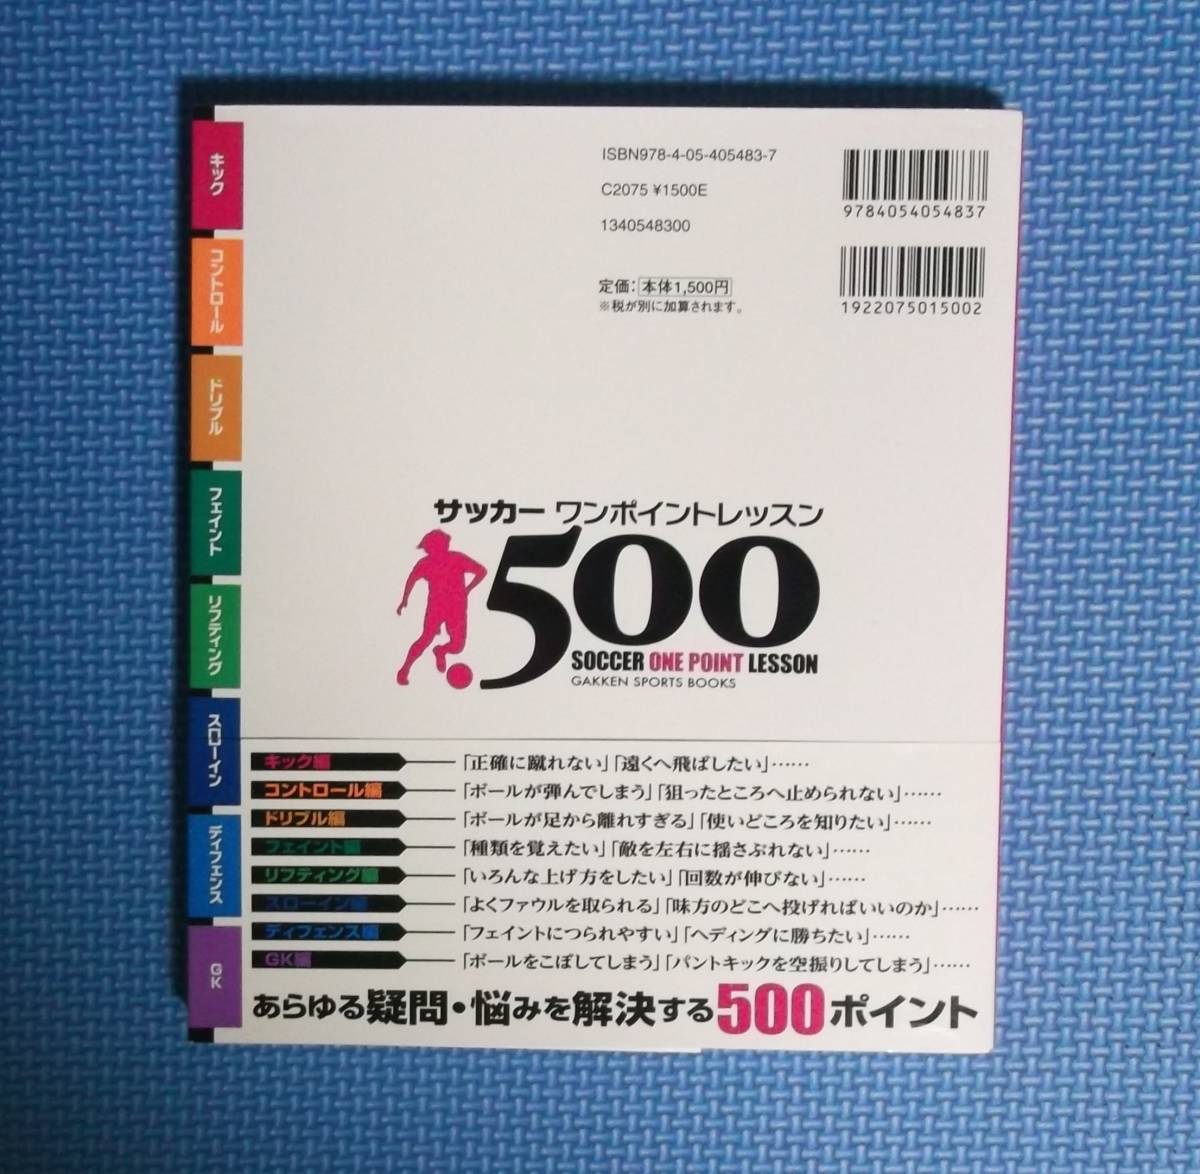 キック
コントロール
ドリブル
フェイント
リフティング
スローイン
ディフェンス
GK
ISBN978-4-05-405483-7
C2075 ¥1500E
1340548300
定価：本体1,500円
※税が別に加算されます。
9784054054837
1922075015002
サッカー ワンポイントレッスン
500
SOCCER ONE POINT LESSON
GAKKEN SPORTS BOOKS
キック編 「正確に蹴れない」「遠くへ飛ばしたい」……
コントロール編 「ボールが弾んでしまう」「狙ったところへ止められない」……
ドリブル編 「ボールが足から離れすぎる」「使いどころを知りたい」……
フェイント編 「種類を覚えたい」「敵を左右に揺さぶれない」……
リフティング編 「いろんな上げ方をしたい」「回数が伸びない」……
スローイン編 「よくファウルを取られる」「味方のどこへ投げればいいのか」……
ディフェンス編 「フェイントにつられやすい」「ヘディングに勝ちたい」……
GK編 「ボールをこぼしてしまう」「パントキックを空振りしてしまう」……
あらゆる疑問・悩みを解決する500ポイント